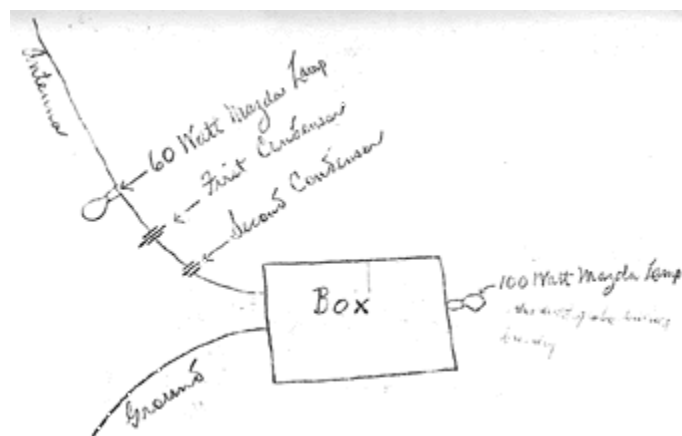 Antenna
60 Watt Mazda Lamp
First Condenser
Second Condenser
Box
100 Watt Mazda Lamp
Ground